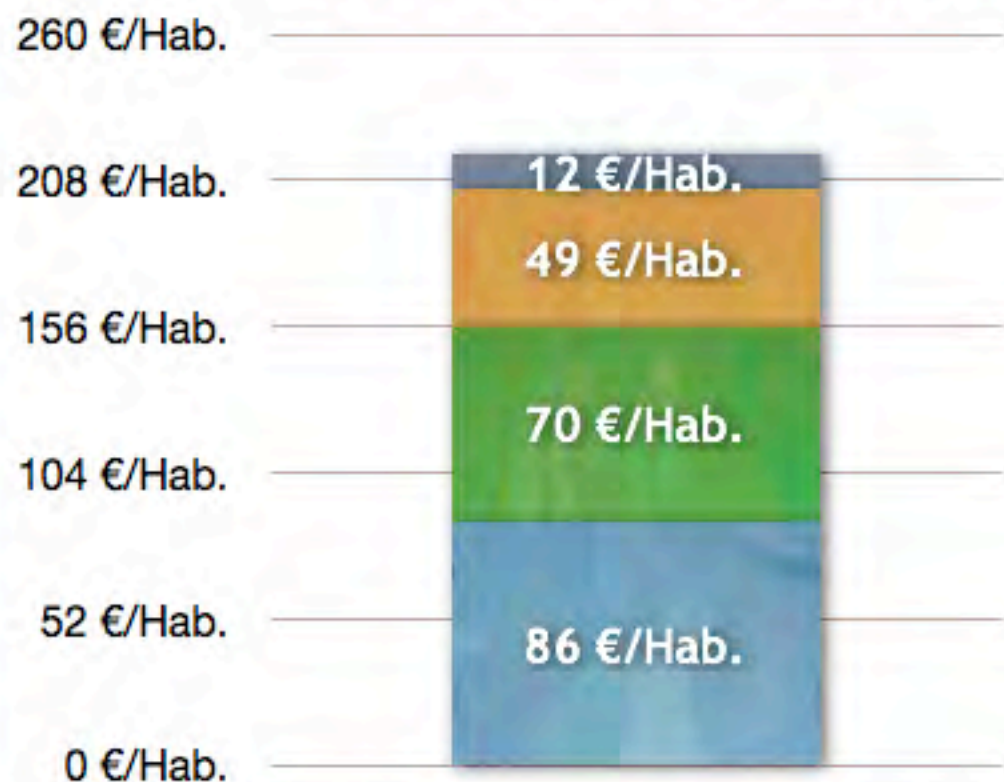 260 €/Hab.
208 €/Hab.
12 €/Hab.
49 €/Hab.
156 €/Hab.
70 €/Hab.
104 €/Hab.
52 €/Hab.
86 €/Hab.
0 €/Hab.